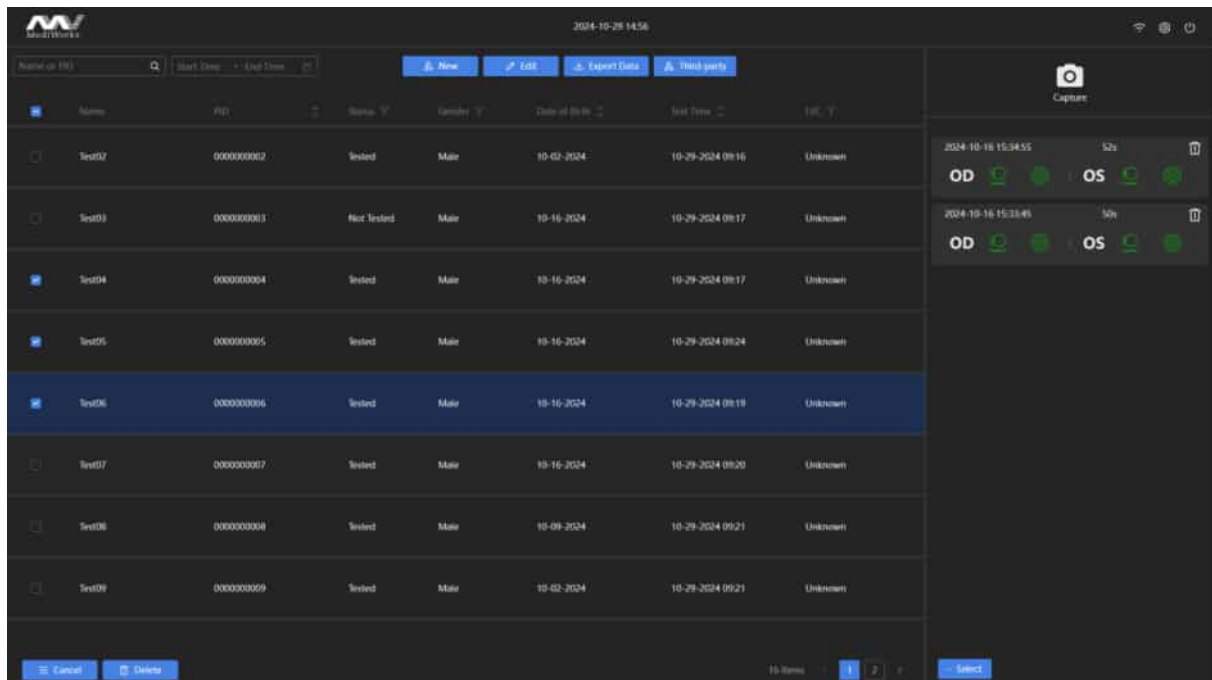 MediWorks
2024-10-29 14:56
Name or PID
Start Time End Time
New Edit Export Data Third-party
Capture
Name PID Status Gender Date of Birth Test Time
Test02 0000000002 Tested Male 10-02-2024 10-29-2024 09:16 Unknown
Test03 0000000003 Not Tested Male 10-16-2024 10-29-2024 09:17 Unknown
Test04 0000000004 Tested Male 10-16-2024 10-29-2024 09:17 Unknown
Test05 0000000005 Tested Male 10-16-2024 10-29-2024 09:24 Unknown
Test06 0000000006 Tested Male 10-16-2024 10-29-2024 09:19 Unknown
Test07 0000000007 Tested Male 10-16-2024 10-29-2024 09:20 Unknown
Test08 0000000008 Tested Male 10-09-2024 10-29-2024 09:21 Unknown
Test09 0000000009 Tested Male 10-02-2024 10-29-2024 09:21 Unknown
Cancel Delete
16 items 1 2
2024-10-16 15:34:55 52s
OD OS
2024-10-16 15:33:45 50s
OD OS
Select